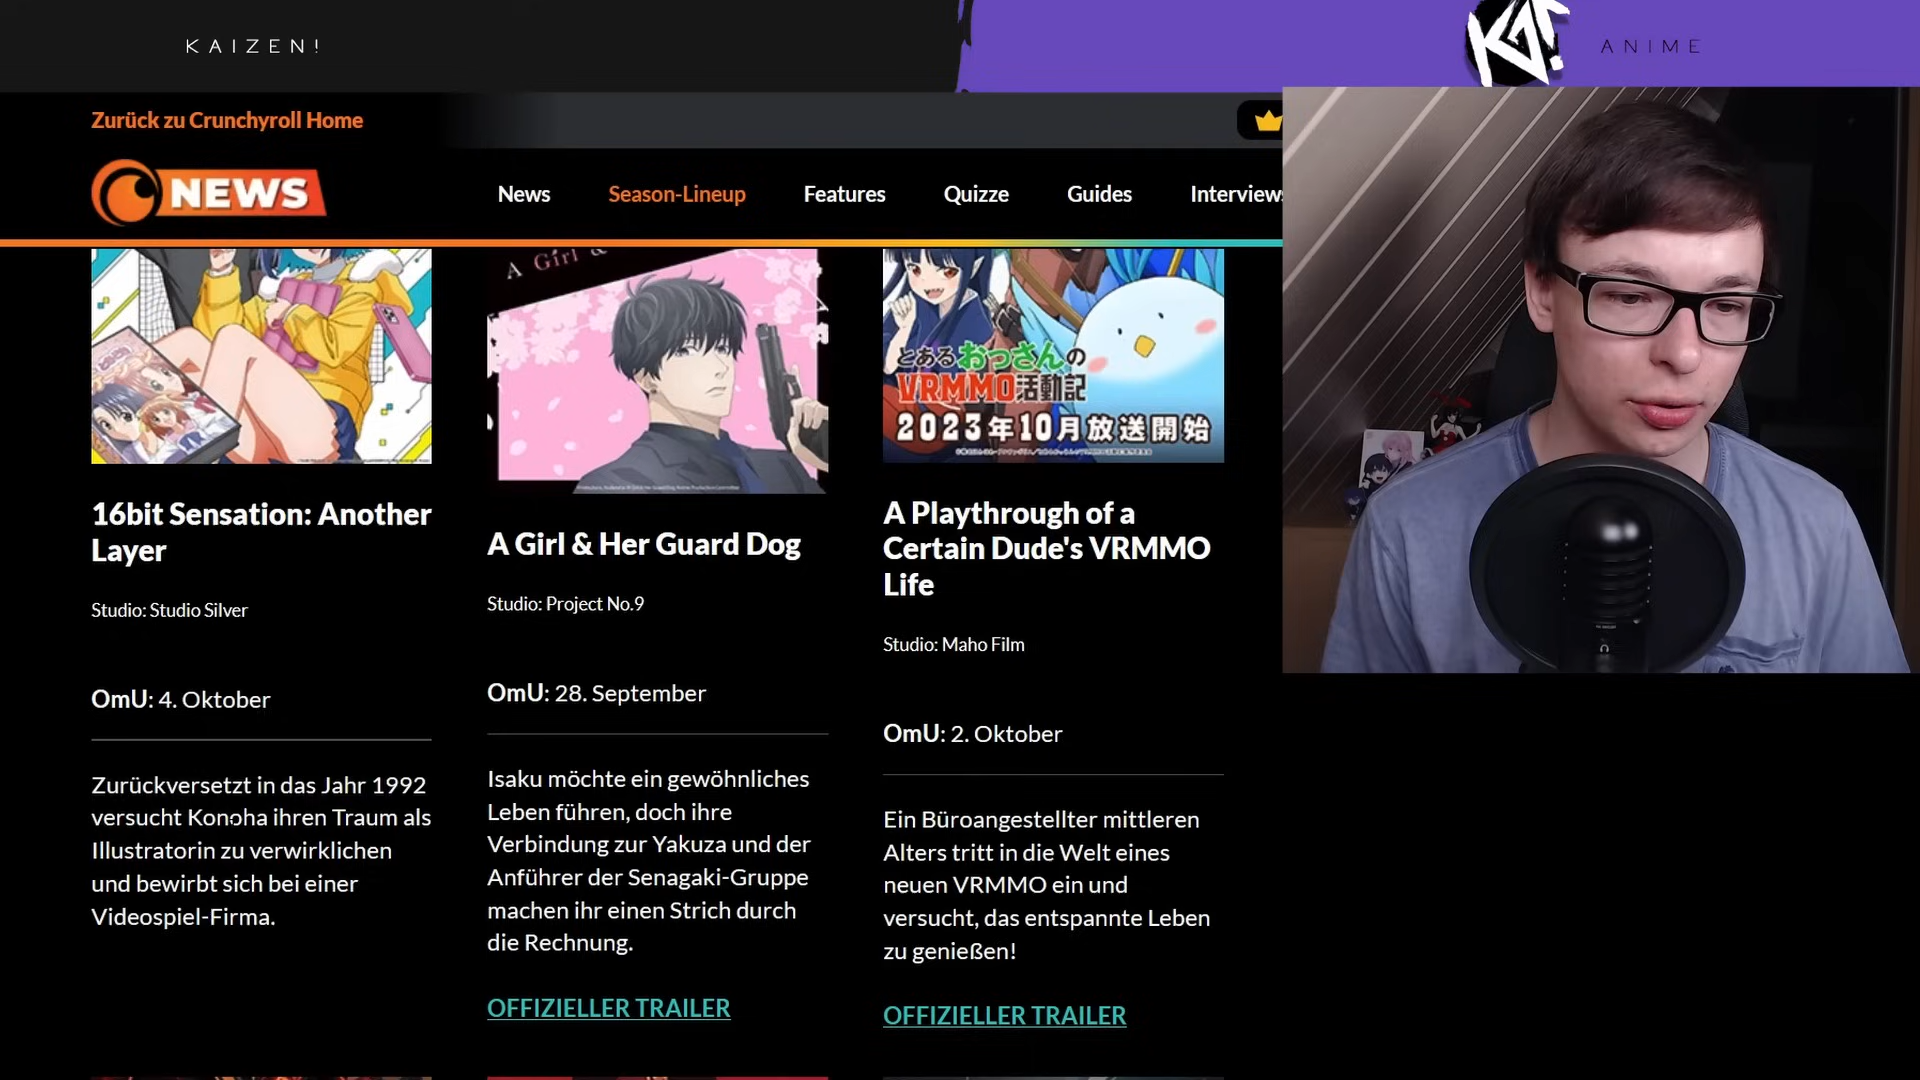 KAIZEN!
KA!
ANIME
Zurück zu Crunchyroll Home
NEWS
News
Season-Lineup
Features
Quizze
Guides
Interviews
A Girl &
とあるおっさんの
VRMMO活動記
2023年10月放送開始
16bit Sensation: Another
Layer
Studio: Studio Silver
OmU: 4. Oktober
Zurückversetzt in das Jahr 1992
versucht Konoha ihren Traum als
Illustratorin zu verwirklichen
und bewirbt sich bei einer
Videospiel-Firma.
A Girl & Her Guard Dog
Studio: Project No.9
OmU: 28. September
Isaku möchte ein gewöhnliches
Leben führen, doch ihre
Verbindung zur Yakuza und der
Anführer der Senagaki-Gruppe
machen ihr einen Strich durch
die Rechnung.
OFFIZIELLER TRAILER
A Playthrough of a
Certain Dude's VRMMO
Life
Studio: Maho Film
OmU: 2. Oktober
Ein Büroangestellter mittleren
Alters tritt in die Welt eines
neuen VRMMO ein und
versucht, das entspannte Leben
zu genießen!
OFFIZIELLER TRAILER